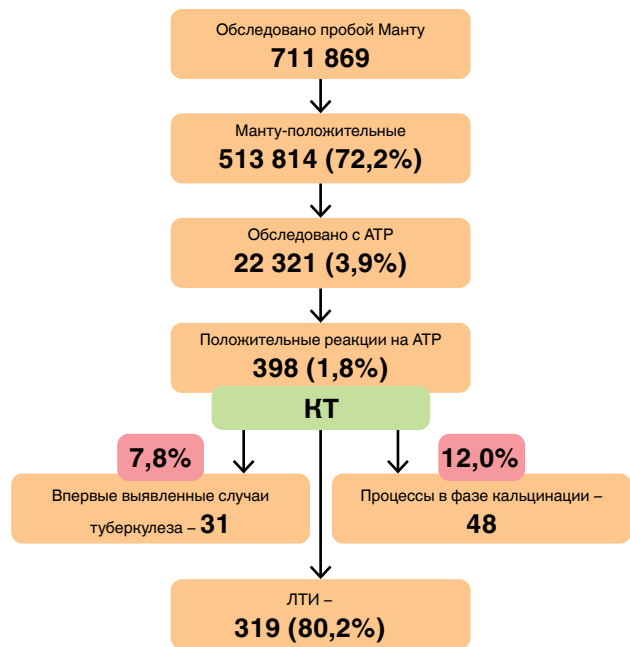 Обследовано пробой Манту
711 869
Манту-положительные
513 814 (72,2%)
Обследовано с АТР
22 321 (3,9%)
Положительные реакции на АТР
398 (1,8%)
КТ
7,8%
12,0%
Впервые выявленные случаи
туберкулеза – 31
Процессы в фазе кальцинации –
48
ЛТИ –
319 (80,2%)